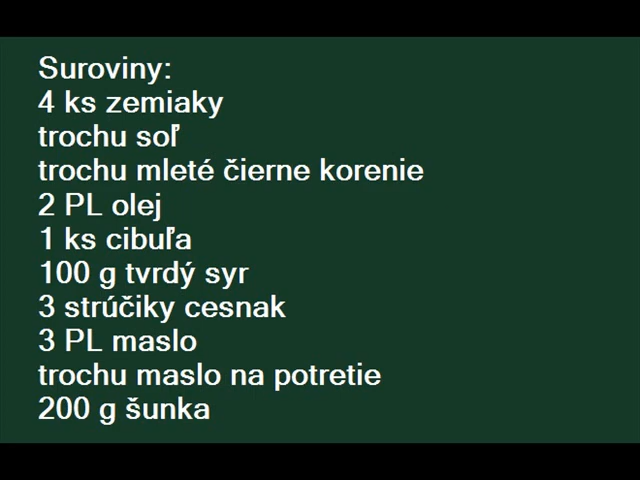 Suroviny:
4 ks zemiaky
trochu soľ
trochu mleté čierne korenie
2 PL olej
1 ks cibuľa
100 g tvrdý syr
3 strúčiky cesnak
3 PL maslo
trochu maslo na potretie
200 g šunka